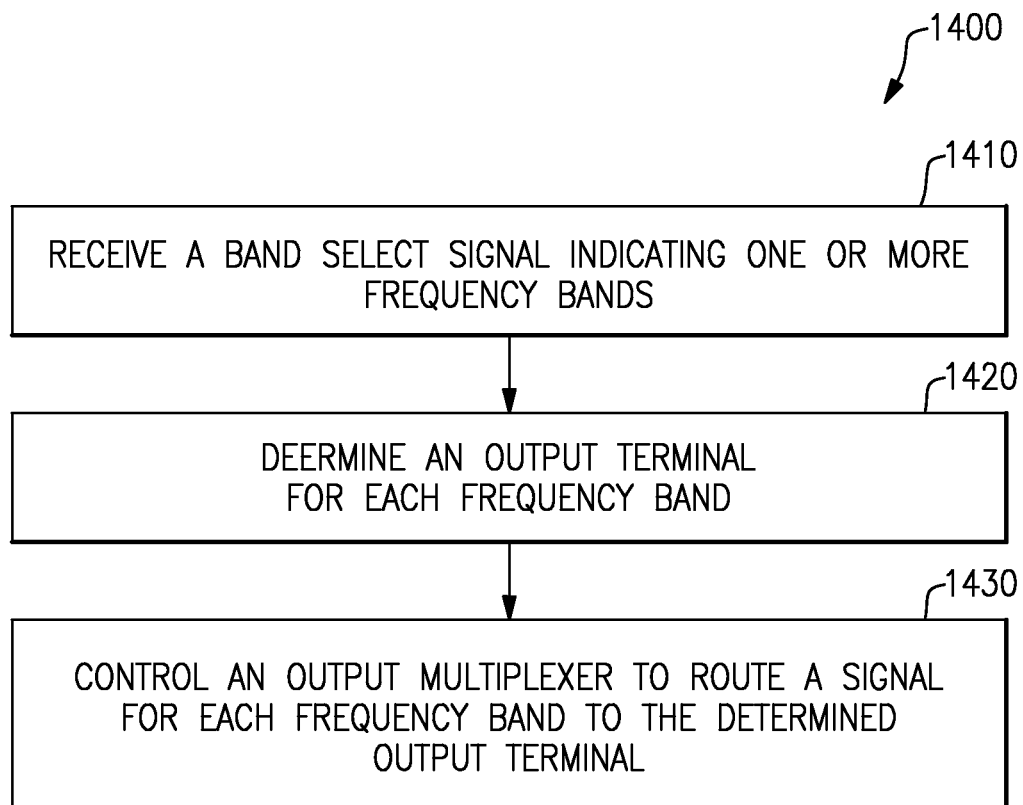 1400
1410
RECEIVE A BAND SELECT SIGNAL INDICATING ONE OR MORE
FREQUENCY BANDS
1420
DEERMINE AN OUTPUT TERMINAL
FOR EACH FREQUENCY BAND
1430
CONTROL AN OUTPUT MULTIPLEXER TO ROUTE A SIGNAL
FOR EACH FREQUENCY BAND TO THE DETERMINED
OUTPUT TERMINAL